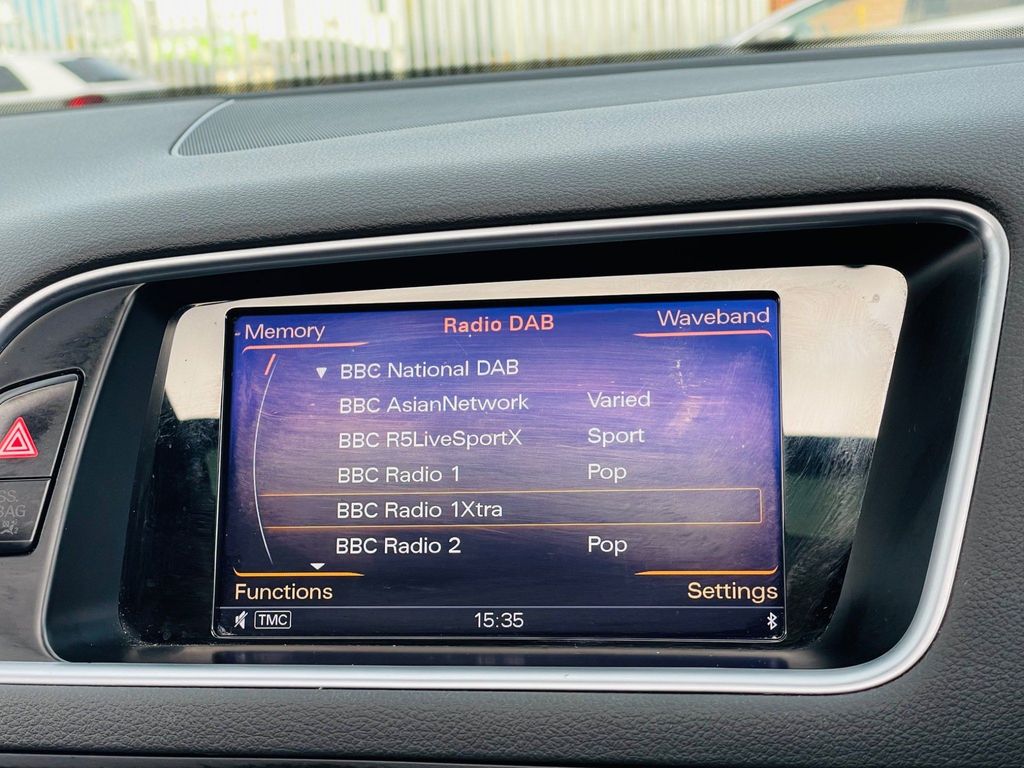 Memory Radio DAB Waveband
BBC National DAB
BBC AsianNetwork Varied
BBC R5LiveSportX Sport
BBC Radio 1 Pop
BBC Radio 1Xtra
BBC Radio 2 Pop
Functions Settings
TMC 15:35